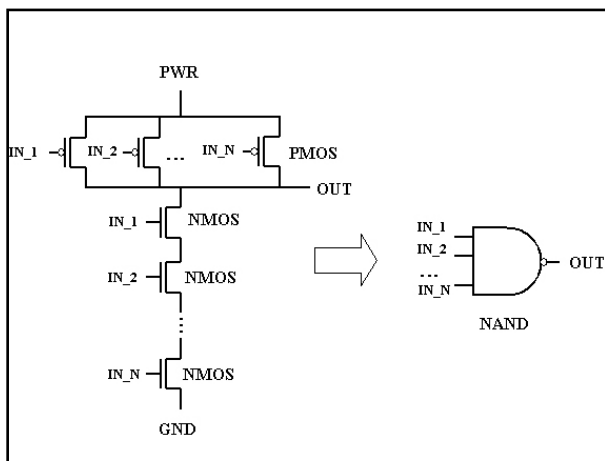 PWR
IN_1
IN_2
...
IN_N
PMOS
OUT
IN_1
NMOS
IN_2
NMOS
IN_N
NMOS
GND
IN_1
IN_2
...
IN_N
OUT
NAND